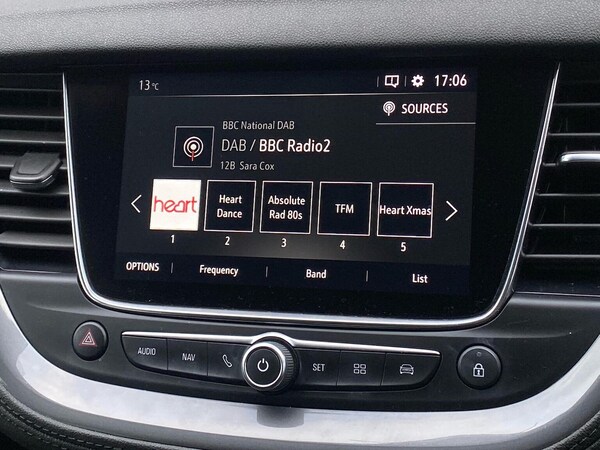 13°C 17:06
SOURCES
BBC National DAB
DAB / BBC Radio2
12B Sara Cox
heart
Heart
Dance
Absolute
Rad 80s
TFM
Heart Xmas
1 2 3 4 5
OPTIONS Frequency Band List
AUDIO NAV SET